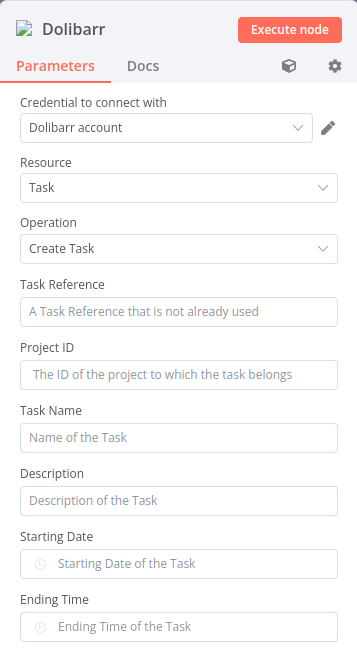 Dolibarr
Execute node
Parameters
Docs
Credential to connect with
Dolibarr account
Resource
Task
Operation
Create Task
Task Reference
A Task Reference that is not already used
Project ID
The ID of the project to which the task belongs
Task Name
Name of the Task
Description
Description of the Task
Starting Date
Starting Date of the Task
Ending Time
Ending Time of the Task